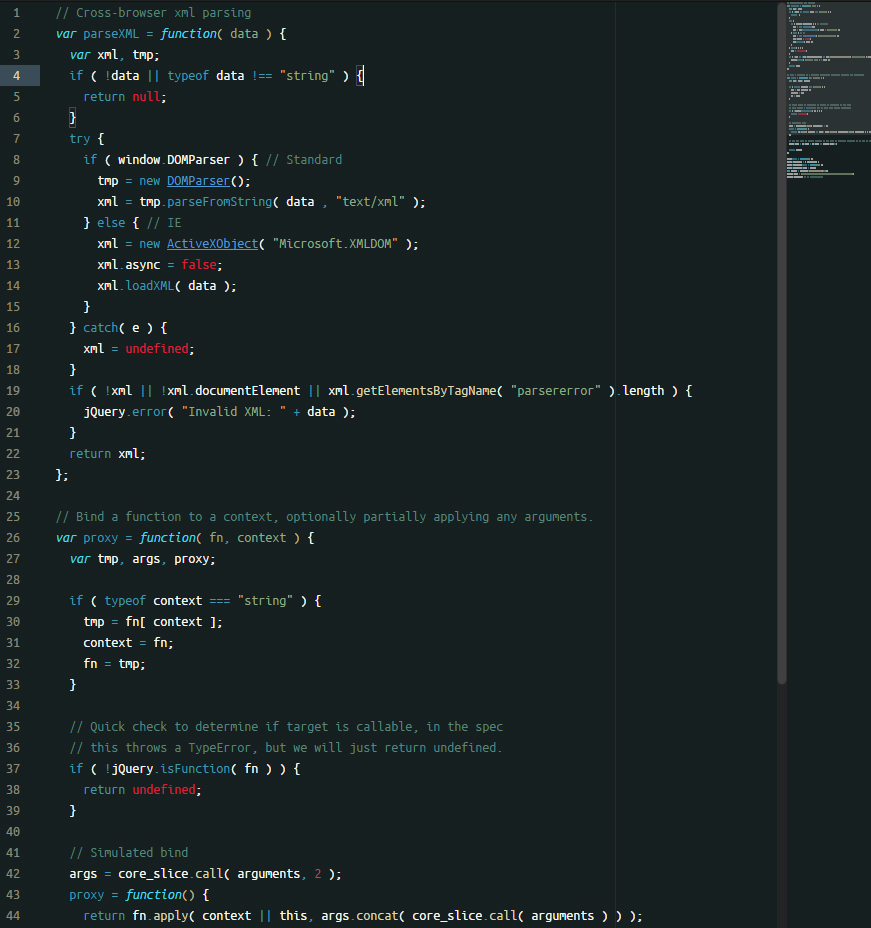 1 // Cross-browser xml parsing
2 var parseXML = function( data ) {
3 var xml, tmp;
4 if ( !data || typeof data !== "string" ) {
5 return null;
6 }
7 try {
8 if ( window.DOMParser ) { // Standard
9 tmp = new DOMParser();
10 xml = tmp.parseFromString( data , "text/xml" );
11 } else { // IE
12 xml = new ActiveXObject( "Microsoft.XMLDOM" );
13 xml.async = false;
14 xml.loadXML( data );
15 }
16 } catch( e ) {
17 xml = undefined;
18 }
19 if ( !xml || !xml.documentElement || xml.getElementsByTagName( "parsererror" ).length ) {
20 jQuery.error( "Invalid XML: " + data );
21 }
22 return xml;
23 };
24
25 // Bind a function to a context, optionally partially applying any arguments.
26 var proxy = function( fn, context ) {
27 var tmp, args, proxy;
28
29 if ( typeof context === "string" ) {
30 tmp = fn[ context ];
31 context = fn;
32 fn = tmp;
33 }
34
35 // Quick check to determine if target is callable, in the spec
36 // this throws a TypeError, but we will just return undefined.
37 if ( !jQuery.isFunction( fn ) ) {
38 return undefined;
39 }
40
41 // Simulated bind
42 args = core_slice.call( arguments, 2 );
43 proxy = function() {
44 return fn.apply( context || this, args.concat( core_slice.call( arguments ) ) );